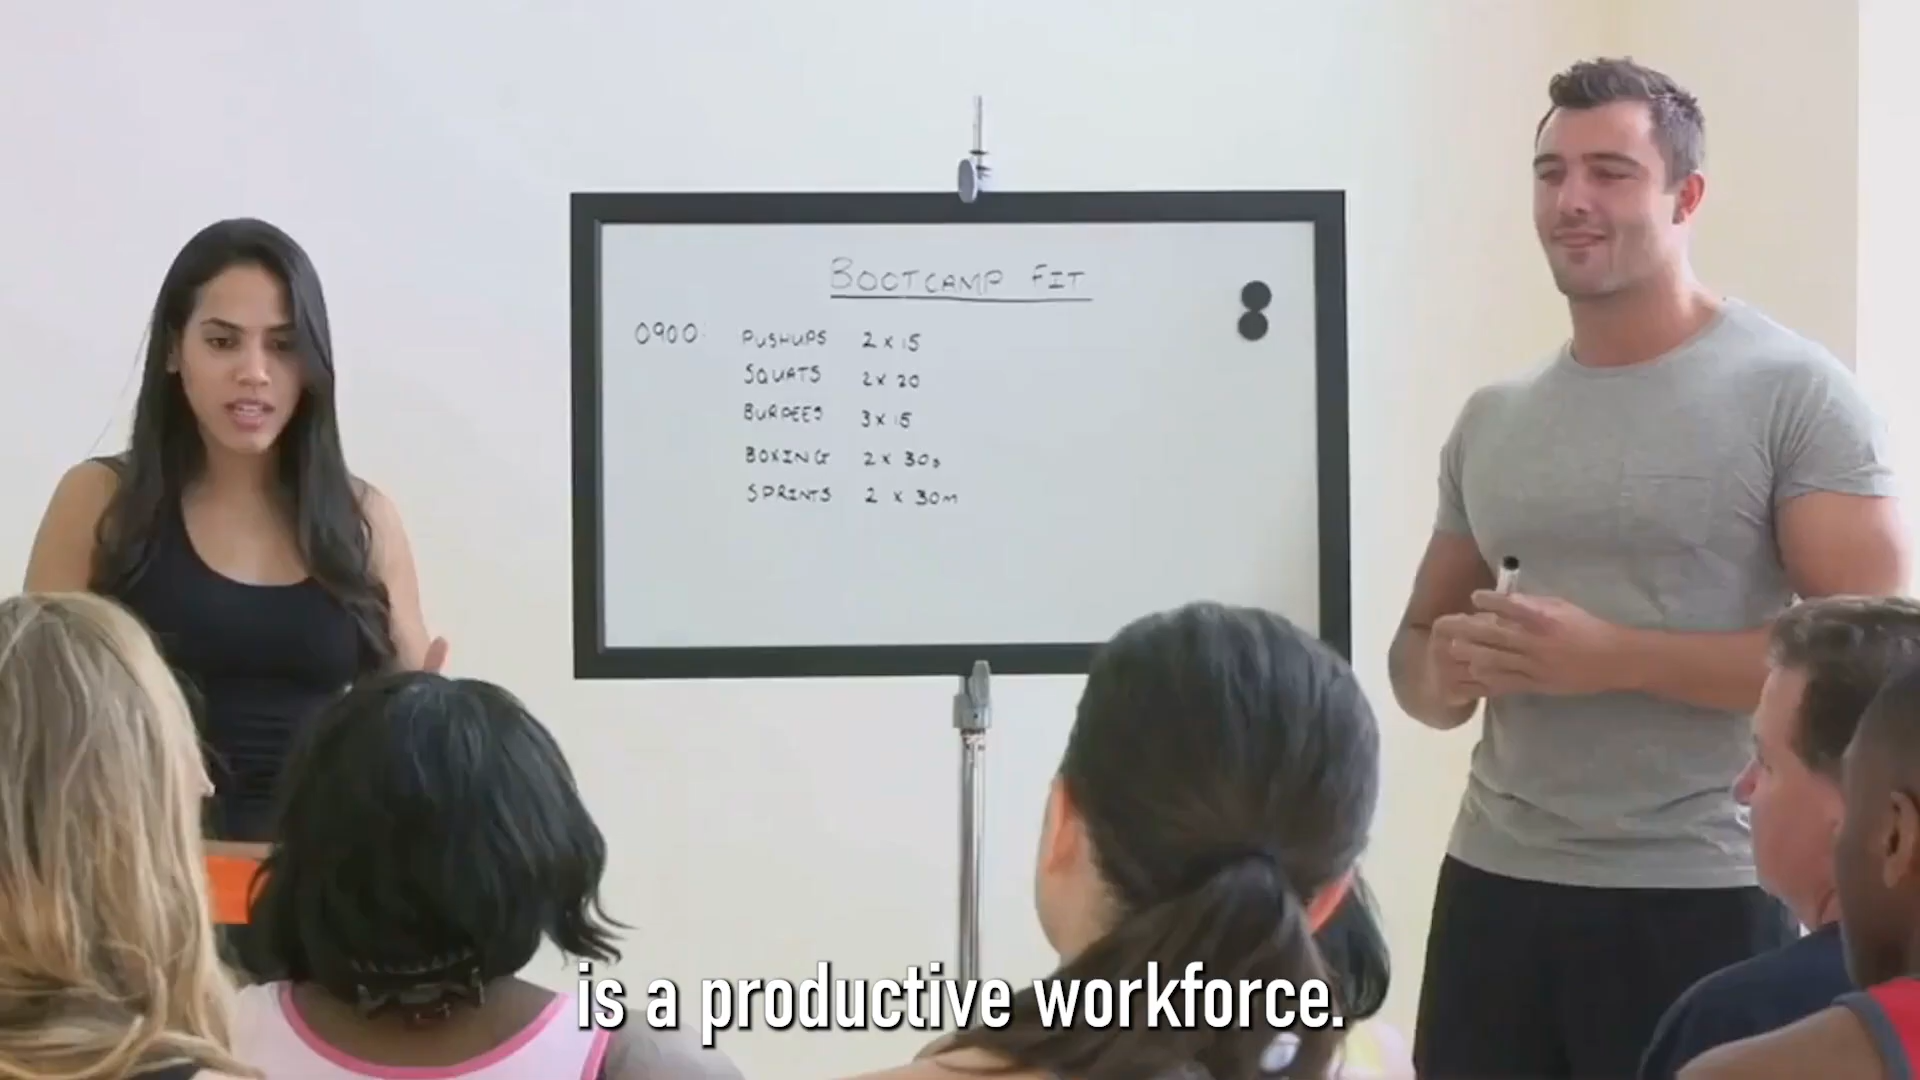 BOOTCAMP FIT
0900: PUSHUPS 2 x 15
SQUATS 2 x 20
BURPEES 3 x 15
BOXING 2 x 30s
SPRINTS 2 x 30m
is a productive workforce.